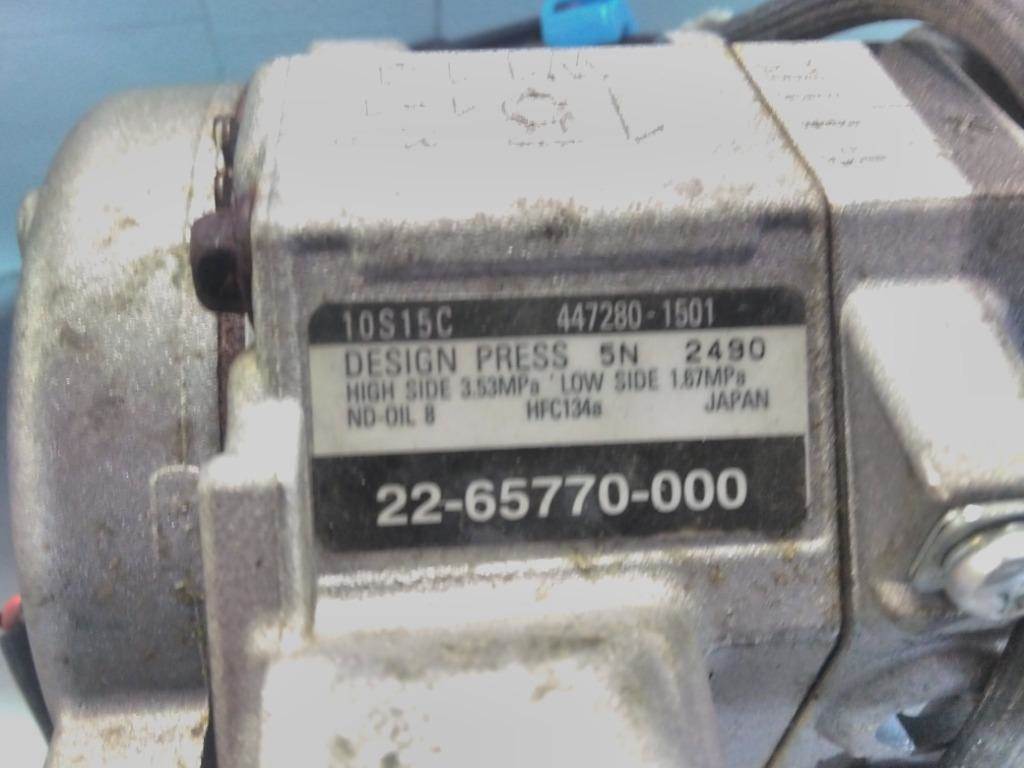 10S15C 447280-1501
DESIGN PRESS 5N 2490
HIGH SIDE 3.53MPa LOW SIDE 1.67MPa
ND-OIL 8 HFC134a JAPAN
22-65770-000